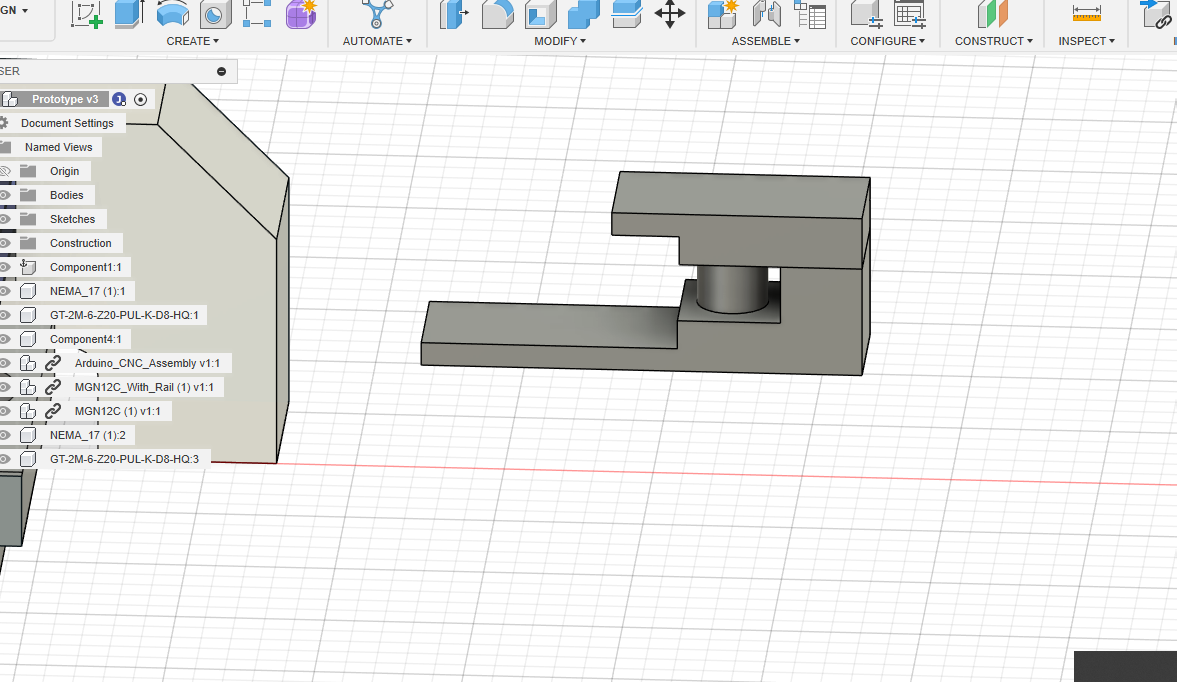 GN
CREATE
AUTOMATE
MODIFY
ASSEMBLE
CONFIGURE
CONSTRUCT
INSPECT
SER
Prototype v3
Document Settings
Named Views
Origin
Bodies
Sketches
Construction
Component1:1
NEMA_17 (1):1
GT-2M-6-Z20-PUL-K-D8-HQ:1
Component4:1
Arduino_CNC_Assembly v1:1
MGN12C_With_Rail (1) v1:1
MGN12C (1) v1:1
NEMA_17 (1):2
GT-2M-6-Z20-PUL-K-D8-HQ:3